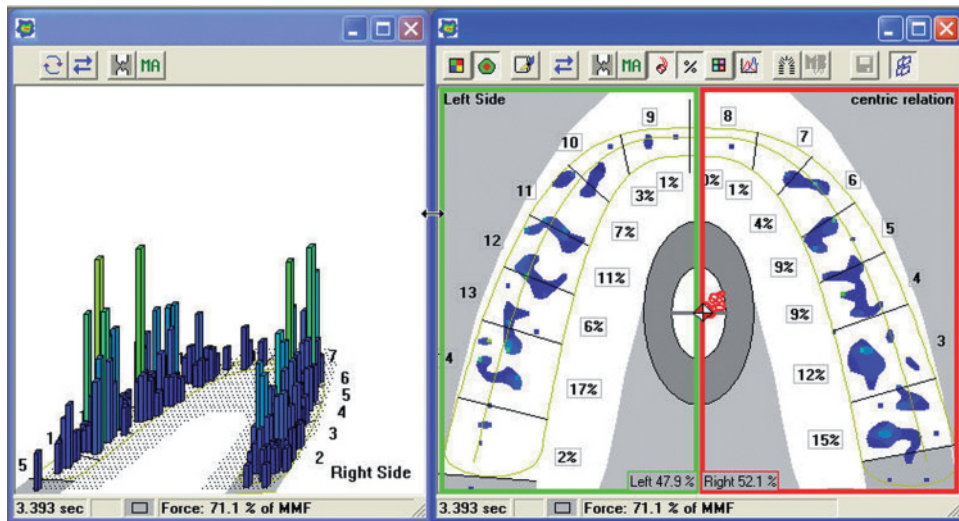 MA
MA
%
MB
Left Side
centric relation
9
8
10
7
11
6
12
5
13
4
4
3
1%
0%
3%
1%
7%
4%
11%
9%
6%
9%
17%
12%
2%
15%
Left 47.9 %
Right 52.1 %
7
6
5
4
3
2
1
5
Right Side
3.393 sec
Force: 71.1 % of MMF
3.393 sec
Force: 71.1 % of MMF